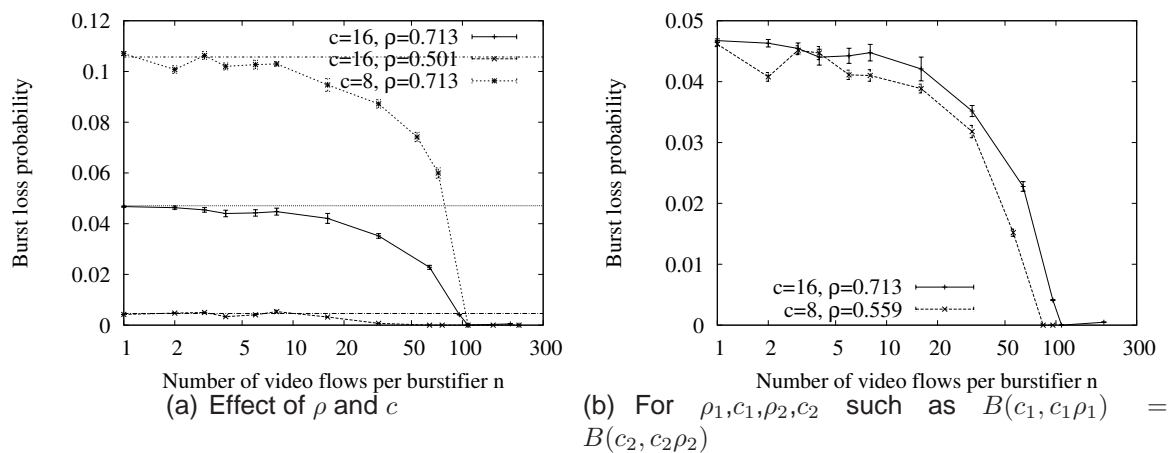 0.12
0.1
0.08
0.06
0.04
0.02
0
Burst loss probability
c=16, ρ=0.713
c=16, ρ=0.501
c=8, ρ=0.713
1 2 5 10 20 50 100 300
Number of video flows per burstifier n
(a) Effect of ρ and c
0.05
0.04
0.03
0.02
0.01
0.00
Burst loss probability
c=16, ρ=0.713
c=8, ρ=0.559
1 2 5 10 20 50 100 300
Number of video flows per burstifier n
(b) For ρ₁,c₁,ρ₂,c₂ such as B(c₁, c₁ρ₁) =
B(c₂, c₂ρ₂)